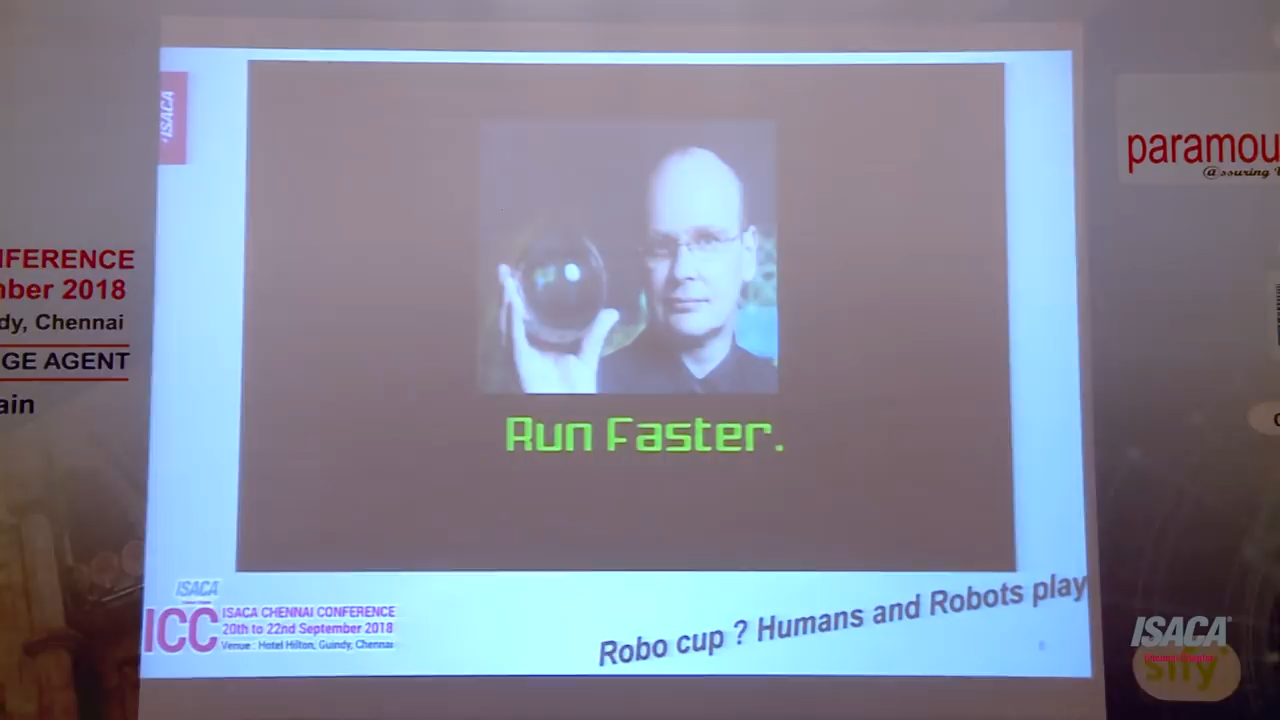 ISACA
NFERENCE
mber 2018
dy, Chennai
GE AGENT
ain
paramou
@ssuring
Run Faster.
ISACA
ICC
ISACA CHENNAI CONFERENCE
20th to 22nd September 2018
Venue : Hotel Hilton, Guindy, Chennai
Robo cup ? Humans and Robots play
ISACA
sify